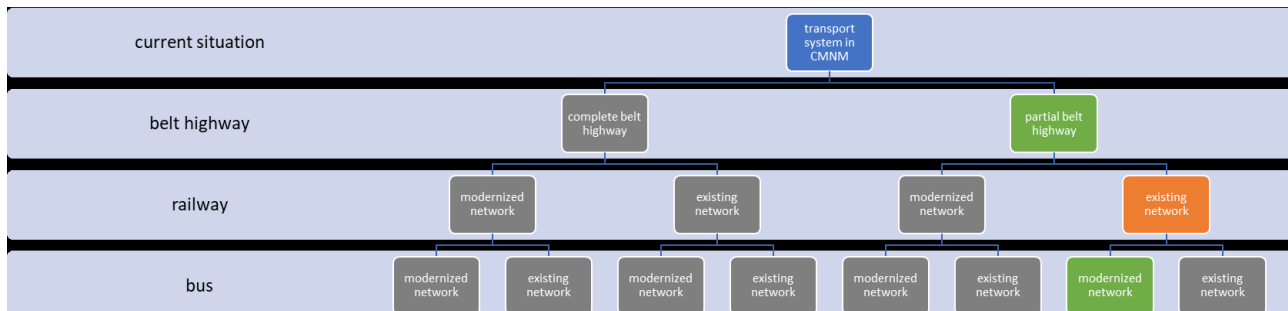 current situation
transport
system in
CMNM
belt highway
complete belt
highway
partial belt
highway
railway
modernized
network
existing
network
modernized
network
existing
network
bus
modernized
network
existing
network
modernized
network
existing
network
modernized
network
existing
network
modernized
network
existing
network